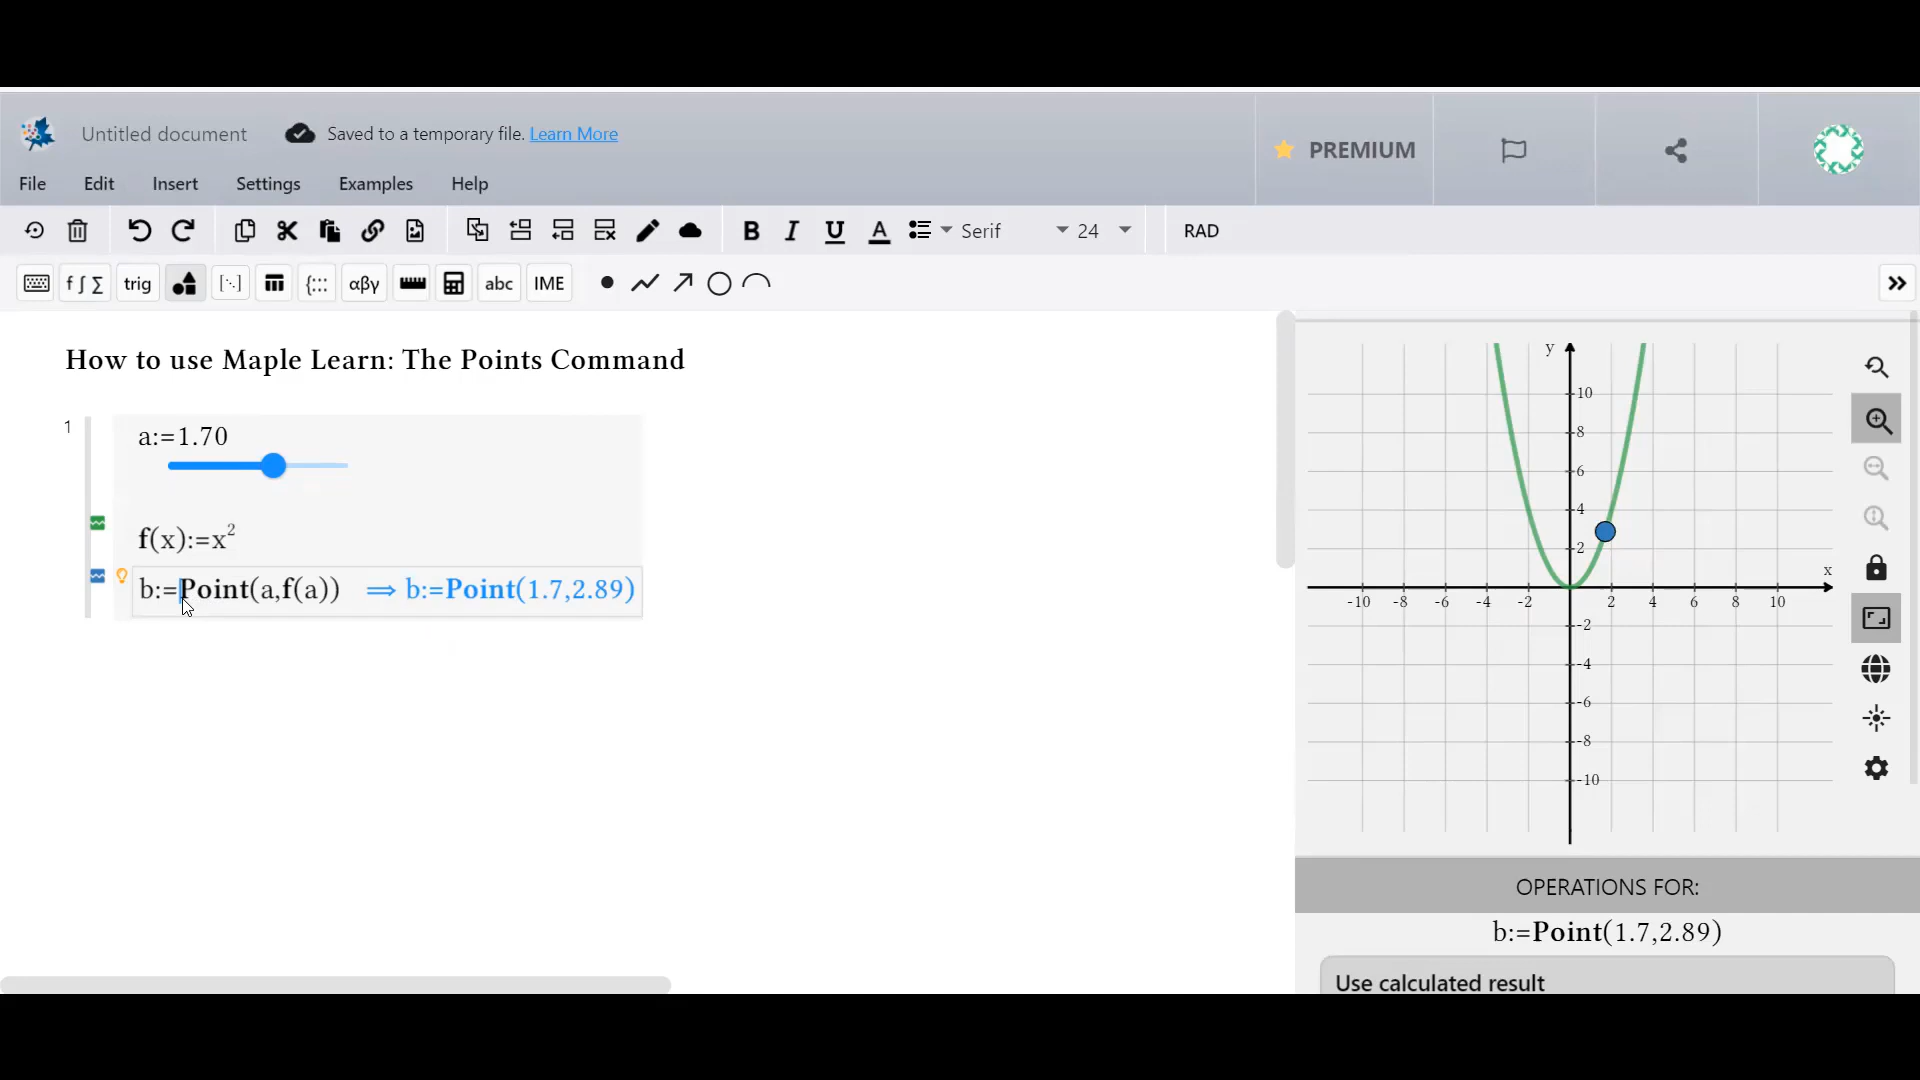 Untitled document
Saved to a temporary file. Learn More
PREMIUM
File Edit Insert Settings Examples Help
B I U A Serif 24 RAD
f ∫ Σ trig αβγ abc IME
How to use Maple Learn: The Points Command
1
a:=1.70
f(x):=x²
b:=Point(a,f(a)) ⟹ b:=Point(1.7,2.89)
y
10
8
6
4
2
x
-10 -8 -6 -4 -2 2 4 6 8 10
-2
-4
-6
-8
-10
OPERATIONS FOR:
b:=Point(1.7,2.89)
Use calculated result